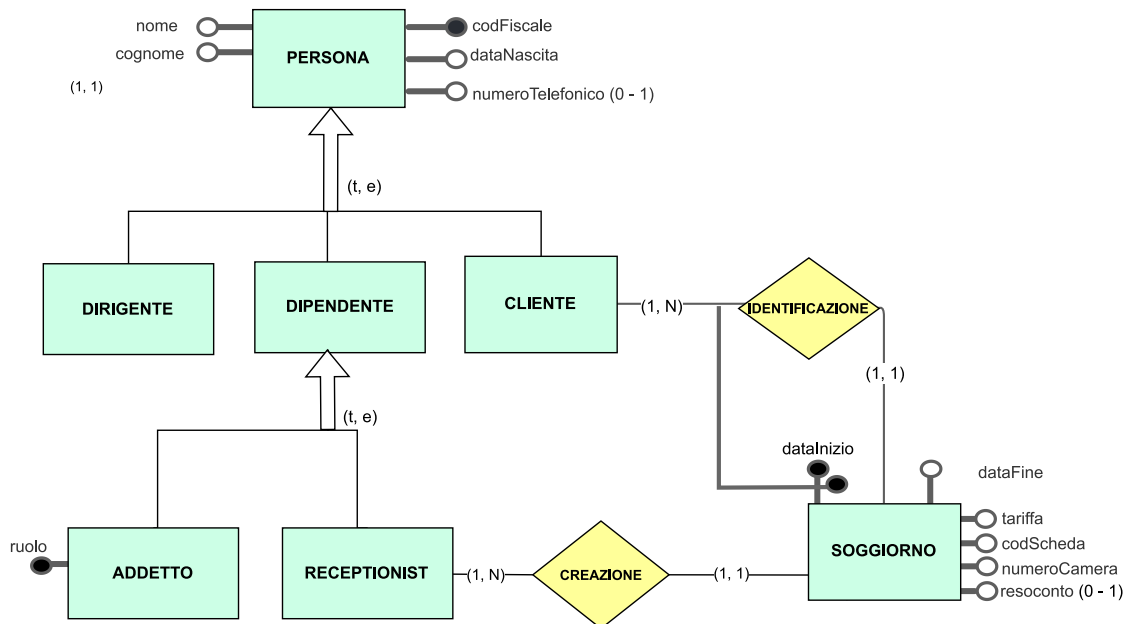 nome
codFiscale
cognome
PERSONA
dataNascita
(1, 1)
numeroTelefonico (0 - 1)
(t, e)
DIRIGENTE
DIPENDENTE
CLIENTE
(1, N)
IDENTIFICAZIONE
(1, 1)
(t, e)
dataInizio
dataFine
ruolo
ADDETTO
RECEPTIONIST
(1, N)
CREAZIONE
(1, 1)
SOGGIORNO
tariffa
codScheda
numeroCamera
resoconto (0 - 1)